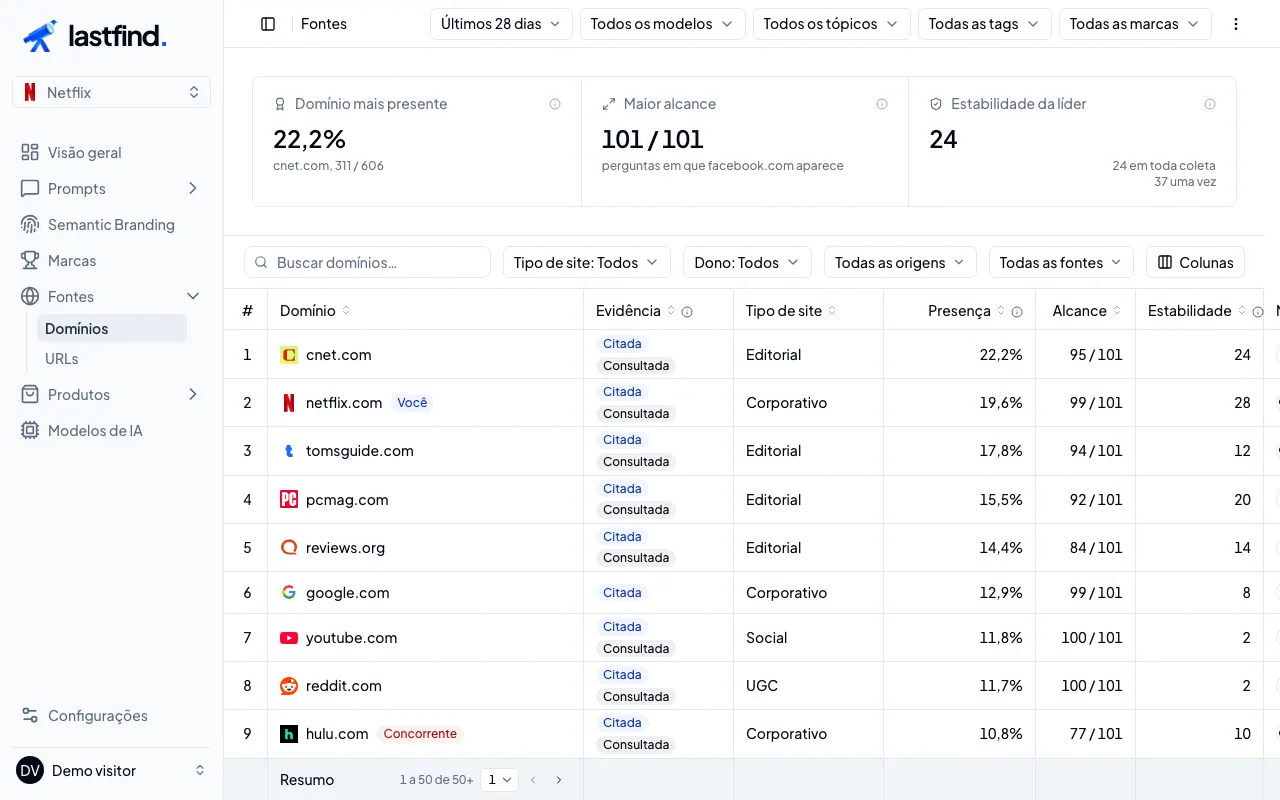 lastfind.
Netflix
Visão geral
Prompts
Semantic Branding
Marcas
Fontes
Domínios
URLs
Produtos
Modelos de IA
Configurações
DV Demo visitor
Fontes
Últimos 28 dias
Todos os modelos
Todos os tópicos
Todas as tags
Todas as marcas
Domínio mais presente
22,2%
cnet.com, 311 / 606
Maior alcance
101 / 101
perguntas em que facebook.com aparece
Estabilidade da líder
24
24 em toda coleta
37 uma vez
Buscar domínios…
Tipo de site: Todos
Dono: Todos
Todas as origens
Todas as fontes
Colunas
# Domínio Evidência Tipo de site Presença Alcance Estabilidade
1 cnet.com Citada Consultada Editorial 22,2% 95 / 101 24
2 netflix.com Você Citada Consultada Corporativo 19,6% 99 / 101 28
3 tomsguide.com Citada Consultada Editorial 17,8% 94 / 101 12
4 pcmag.com Citada Consultada Editorial 15,5% 92 / 101 20
5 reviews.org Citada Consultada Editorial 14,4% 84 / 101 14
6 google.com Citada Corporativo 12,9% 99 / 101 8
7 youtube.com Citada Consultada Social 11,8% 100 / 101 2
8 reddit.com Citada Consultada UGC 11,7% 100 / 101 2
9 hulu.com Concorrente Citada Consultada Corporativo 10,8% 77 / 101 10
Resumo 1 a 50 de 50+ 1